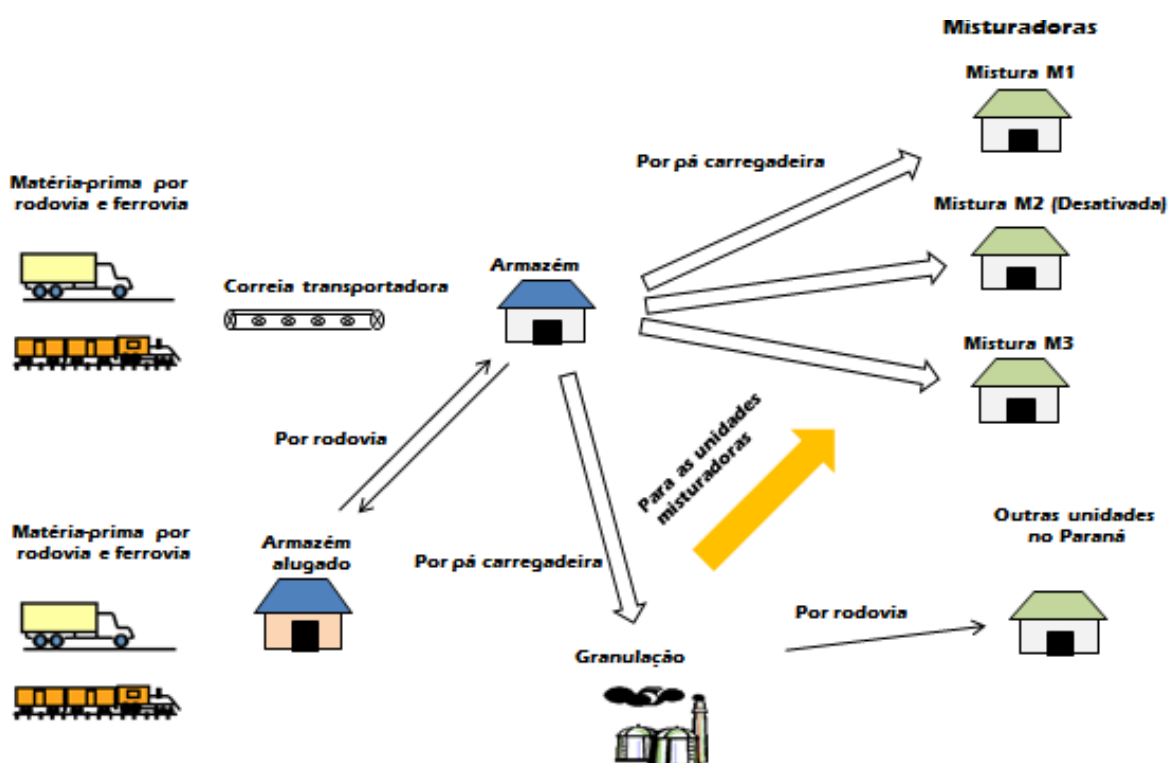 Misturadoras
Mistura M1
Por pá carregadeira
Matéria-prima por
rodovia e ferrovia
Mistura M2 (Desativada)
Armazém
Correia transportadora
Mistura M3
Por rodovia
Para as unidades
misturadoras
Matéria-prima por
rodovia e ferrovia
Armazém
alugado
Por pá carregadeira
Outras unidades
no Paraná
Por rodovia
Granulação